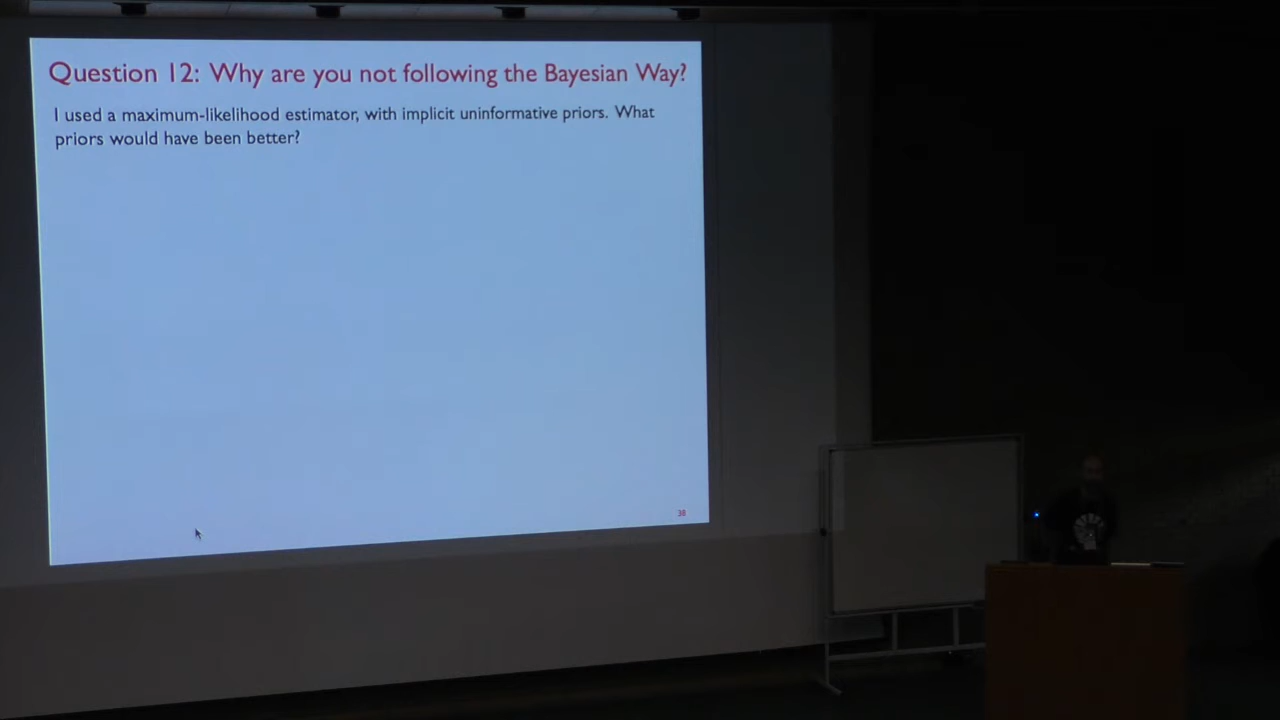 Question 12: Why are you not following the Bayesian Way?
I used a maximum-likelihood estimator, with implicit uninformative priors. What
priors would have been better?
38